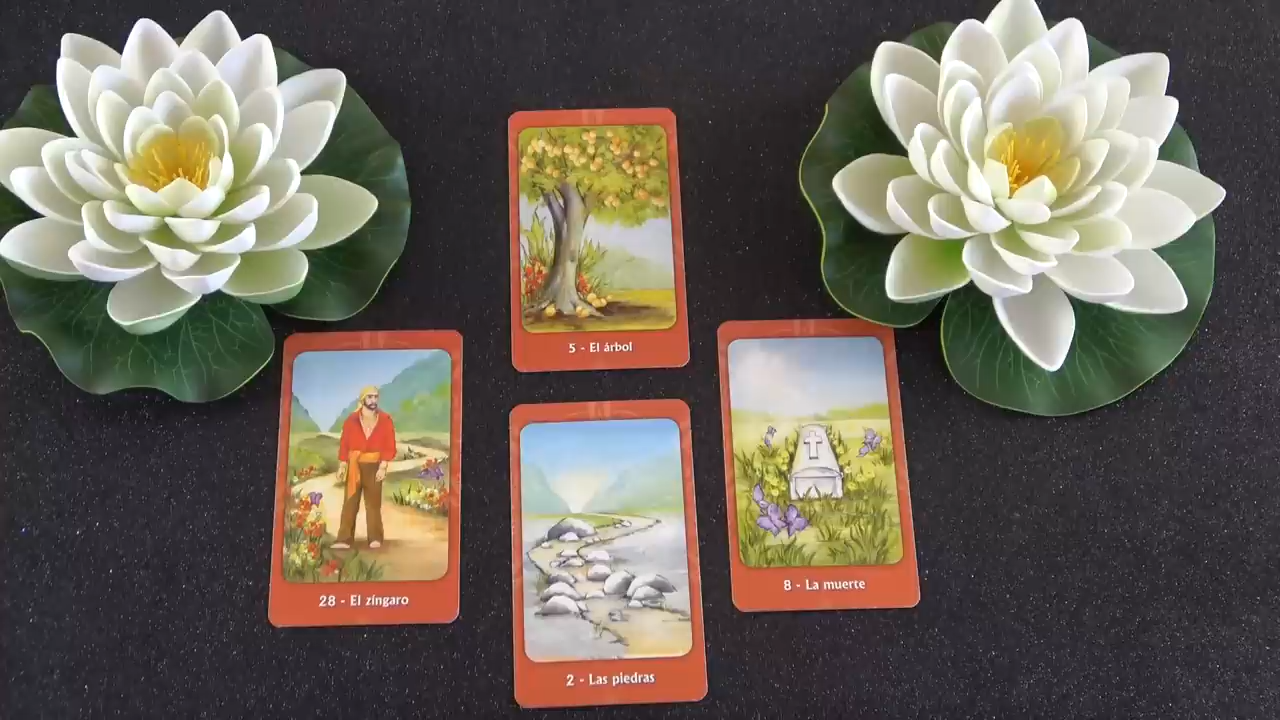 5 - El árbol
28 - El zíngaro
8 - La muerte
2 - Las piedras